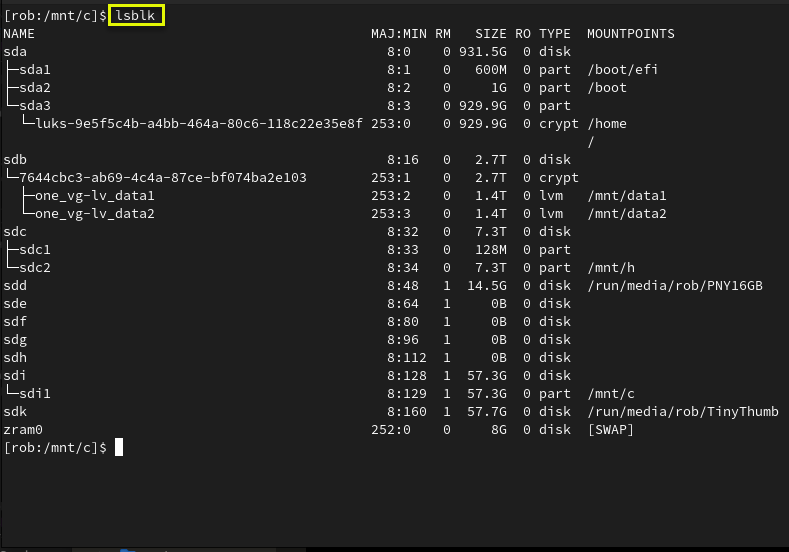 [rob:/mnt/c]$ lsblk
NAME MAJ:MIN RM SIZE RO TYPE MOUNTPOINTS
sda 8:0 0 931.5G 0 disk
├─sda1 8:1 0 600M 0 part /boot/efi
├─sda2 8:2 0 1G 0 part /boot
└─sda3 8:3 0 929.9G 0 part
└─luks-9e5f5c4b-a4bb-464a-80c6-118c22e35e8f 253:0 0 929.9G 0 crypt /home
/
sdb 8:16 0 2.7T 0 disk
└─7644cbc3-ab69-4c4a-87ce-bf074ba2e103 253:1 0 2.7T 0 crypt
├─one_vg-lv_data1 253:2 0 1.4T 0 lvm /mnt/data1
└─one_vg-lv_data2 253:3 0 1.4T 0 lvm /mnt/data2
sdc 8:32 0 7.3T 0 disk
├─sdc1 8:33 0 128M 0 part
└─sdc2 8:34 0 7.3T 0 part /mnt/h
sdd 8:48 1 14.5G 0 disk /run/media/rob/PNY16GB
sde 8:64 1 0B 0 disk
sdf 8:80 1 0B 0 disk
sdg 8:96 1 0B 0 disk
sdh 8:112 1 0B 0 disk
sdi 8:128 1 57.3G 0 disk
└─sdi1 8:129 1 57.3G 0 part /mnt/c
sdk 8:160 1 57.7G 0 disk /run/media/rob/TinyThumb
zram0 252:0 0 8G 0 disk [SWAP]
[rob:/mnt/c]$